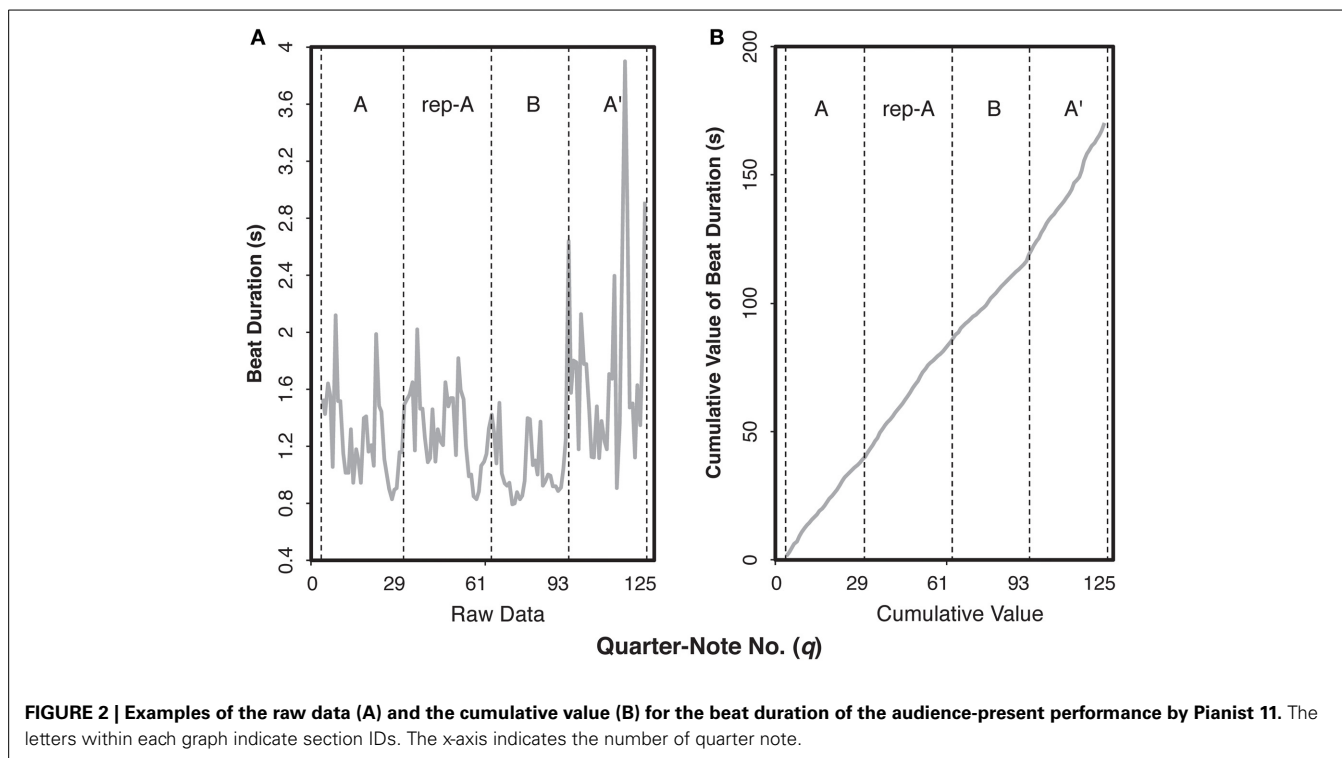 A
Beat Duration (s)
4
3.6
3.2
2.8
2.4
2
1.6
1.2
0.8
0.4
A rep-A B A'
0 29 61 93 125
Raw Data
B
Cumulative Value of Beat Duration (s)
200
150
100
50
0
A rep-A B A'
0 29 61 93 125
Cumulative Value
Quarter-Note No. (q)
FIGURE 2 | Examples of the raw data (A) and the cumulative value (B) for the beat duration of the audience-present performance by Pianist 11. The
letters within each graph indicate section IDs. The x-axis indicates the number of quarter note.